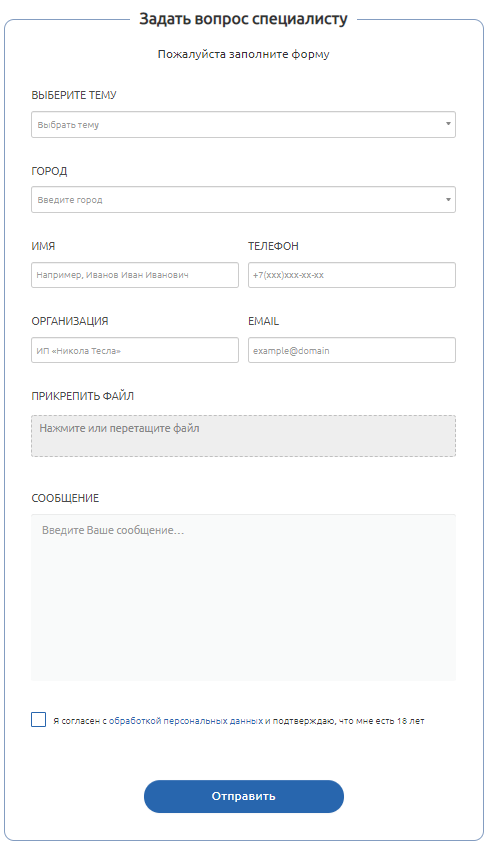 Задать вопрос специалисту
Пожалуйста заполните форму
ВЫБЕРИТЕ ТЕМУ
Выбрать тему
ГОРОД
Введите город
ИМЯ ТЕЛЕФОН
Например, Иванов Иван Иванович +7(xxx)xxx-xx-xx
ОРГАНИЗАЦИЯ EMAIL
ИП «Никола Тесла» example@domain
ПРИКРЕПИТЬ ФАЙЛ
Нажмите или перетащите файл
СООБЩЕНИЕ
Введите Ваше сообщение...
Я согласен с обработкой персональных данных и подтверждаю, что мне есть 18 лет
Отправить